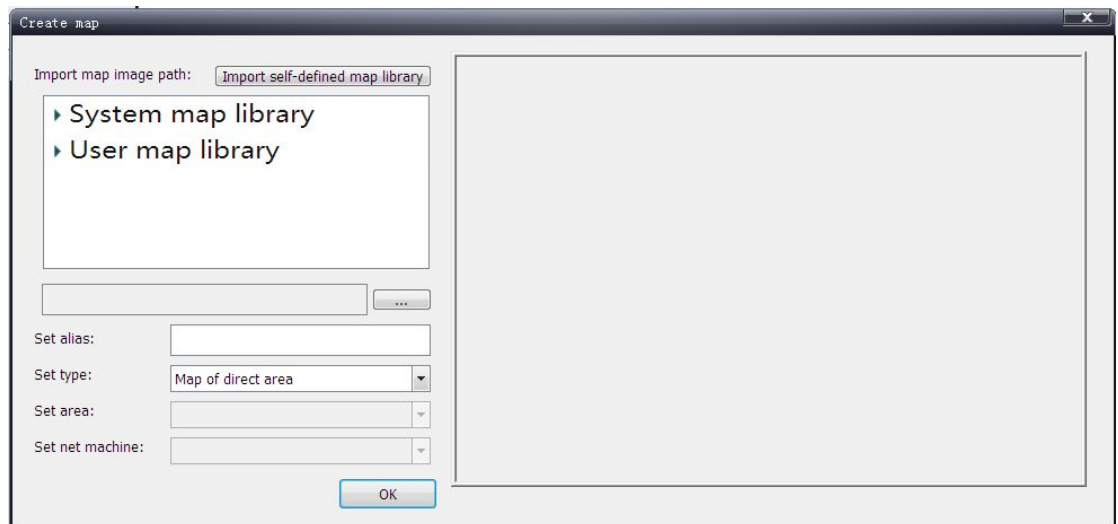 Create map
Import map image path: Import self-defined map library
System map library
User map library
...
Set alias:
Set type: Map of direct area
Set area:
Set net machine:
OK